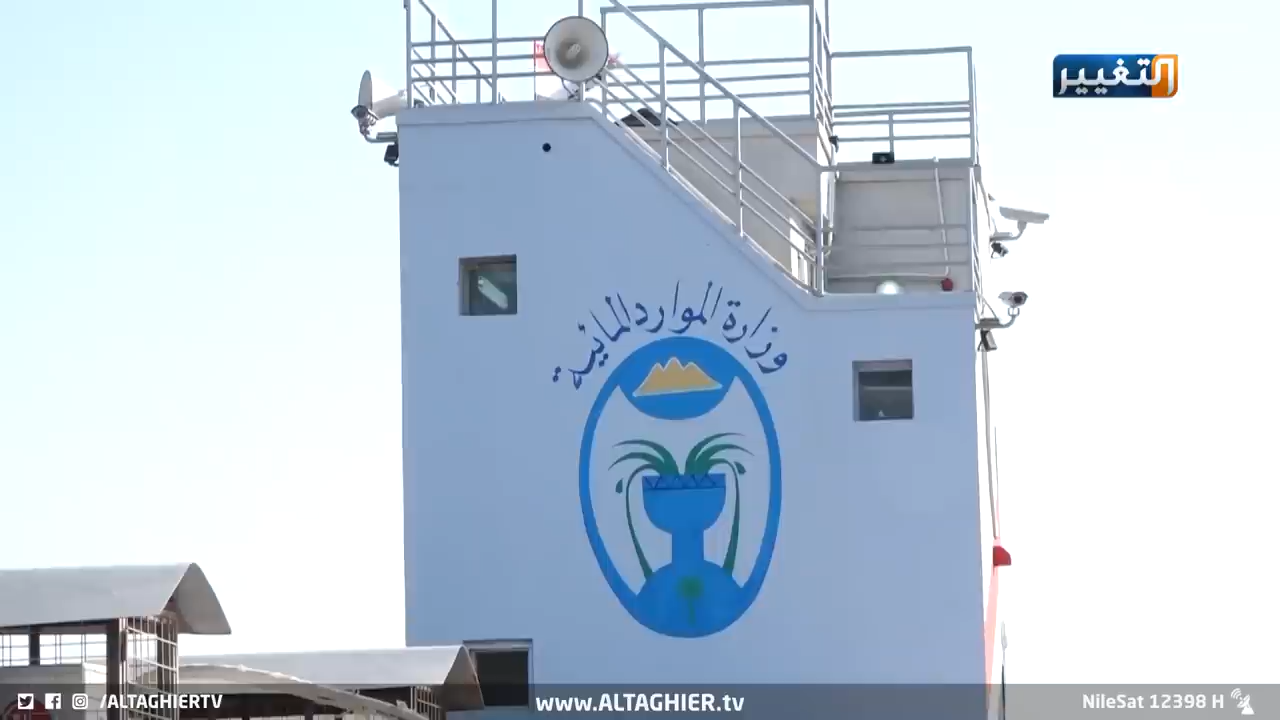 التغيير
وزارة الموارد المائية
/ALTAGHIERTV
www.ALTAGHIER.tv
NileSat 12398 H